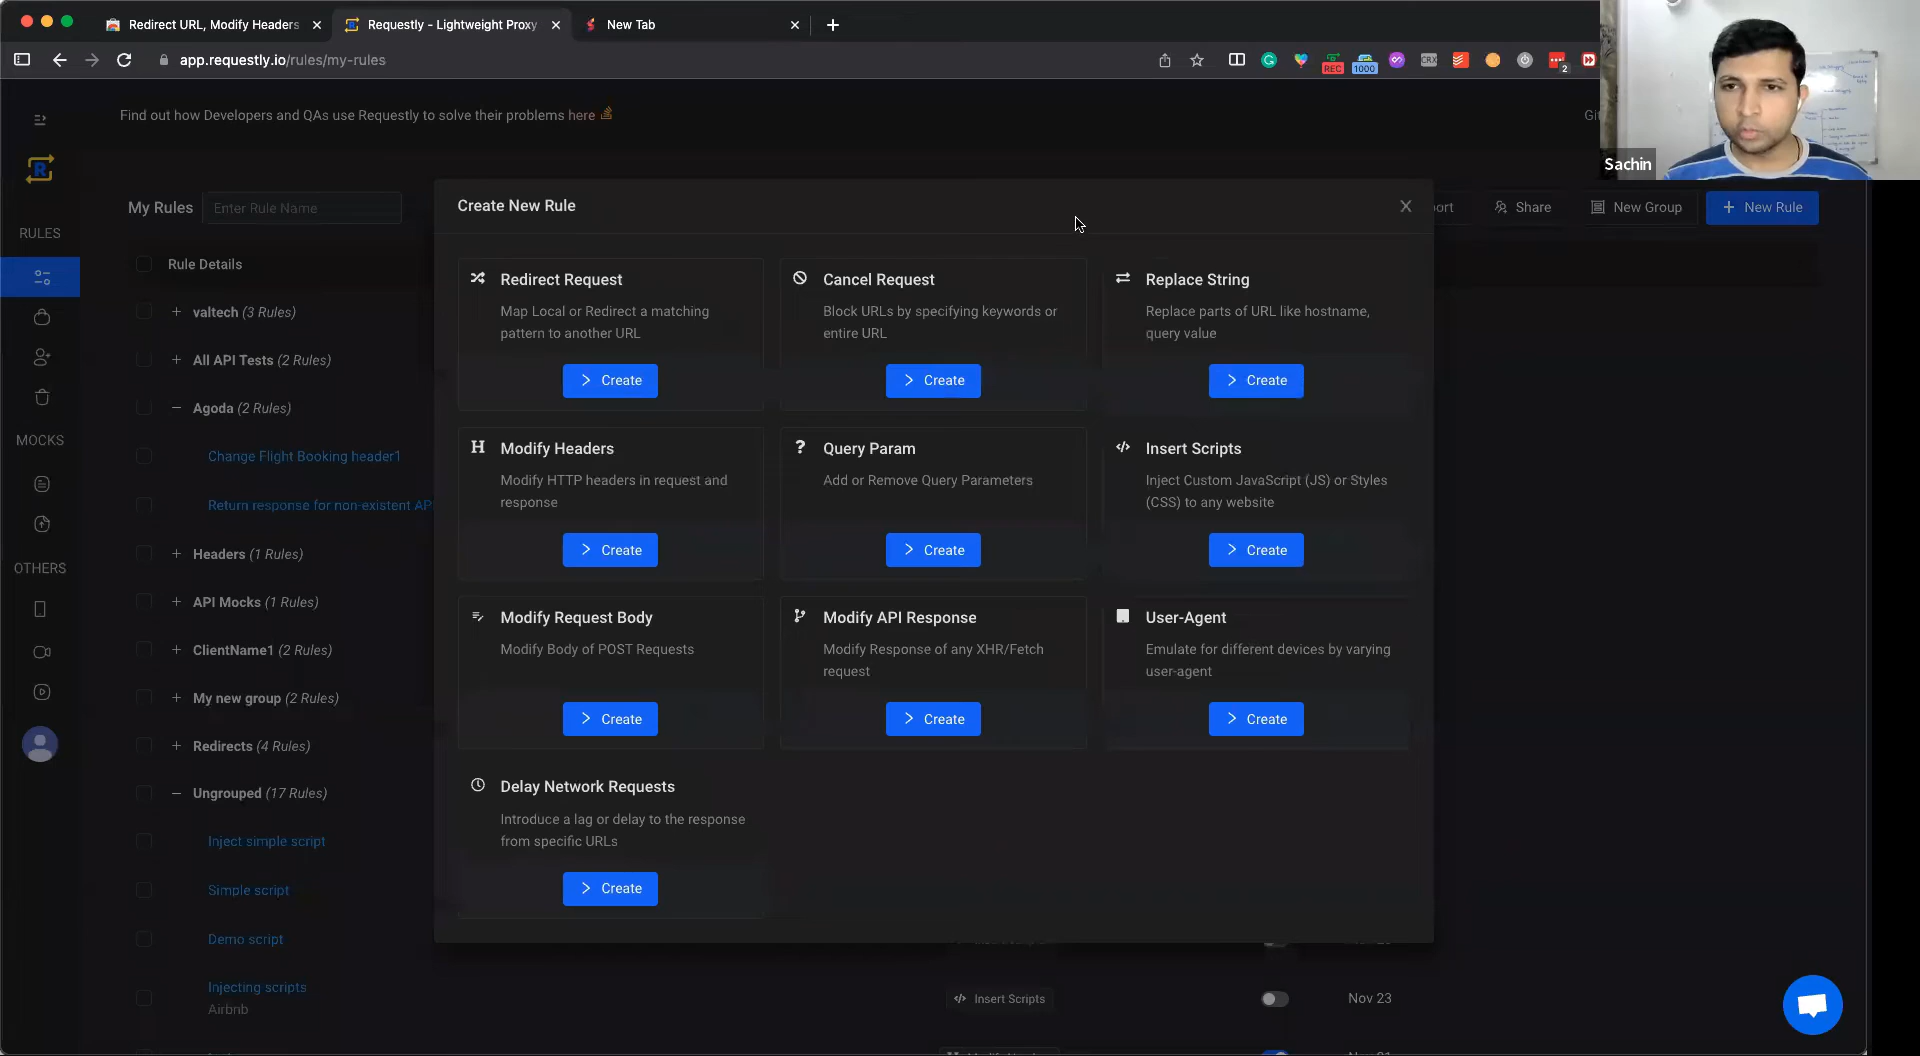 Redirect URL, Modify Headers
Requestly - Lightweight Proxy
New Tab
app.requestly.io/rules/my-rules
REC
1000
CRX
2
Find out how Developers and QAs use Requestly to solve their problems here
Sachin
My Rules
Enter Rule Name
Share
New Group
New Rule
RULES
MOCKS
OTHERS
Rule Details
valtech (3 Rules)
All API Tests (2 Rules)
Agoda (2 Rules)
Change Flight Booking header1
Return response for non-existent AP
Headers (1 Rules)
API Mocks (1 Rules)
ClientName1 (2 Rules)
My new group (2 Rules)
Redirects (4 Rules)
Ungrouped (17 Rules)
Inject simple script
Simple script
Demo script
Injecting scripts
Airbnb
Insert Scripts
Nov 23
Create New Rule
Redirect Request
Map Local or Redirect a matching
pattern to another URL
Create
Cancel Request
Block URLs by specifying keywords or
entire URL
Create
Replace String
Replace parts of URL like hostname,
query value
Create
Modify Headers
Modify HTTP headers in request and
response
Create
Query Param
Add or Remove Query Parameters
Create
Insert Scripts
Inject Custom JavaScript (JS) or Styles
(CSS) to any website
Create
Modify Request Body
Modify Body of POST Requests
Create
Modify API Response
Modify Response of any XHR/Fetch
request
Create
User-Agent
Emulate for different devices by varying
user-agent
Create
Delay Network Requests
Introduce a lag or delay to the response
from specific URLs
Create